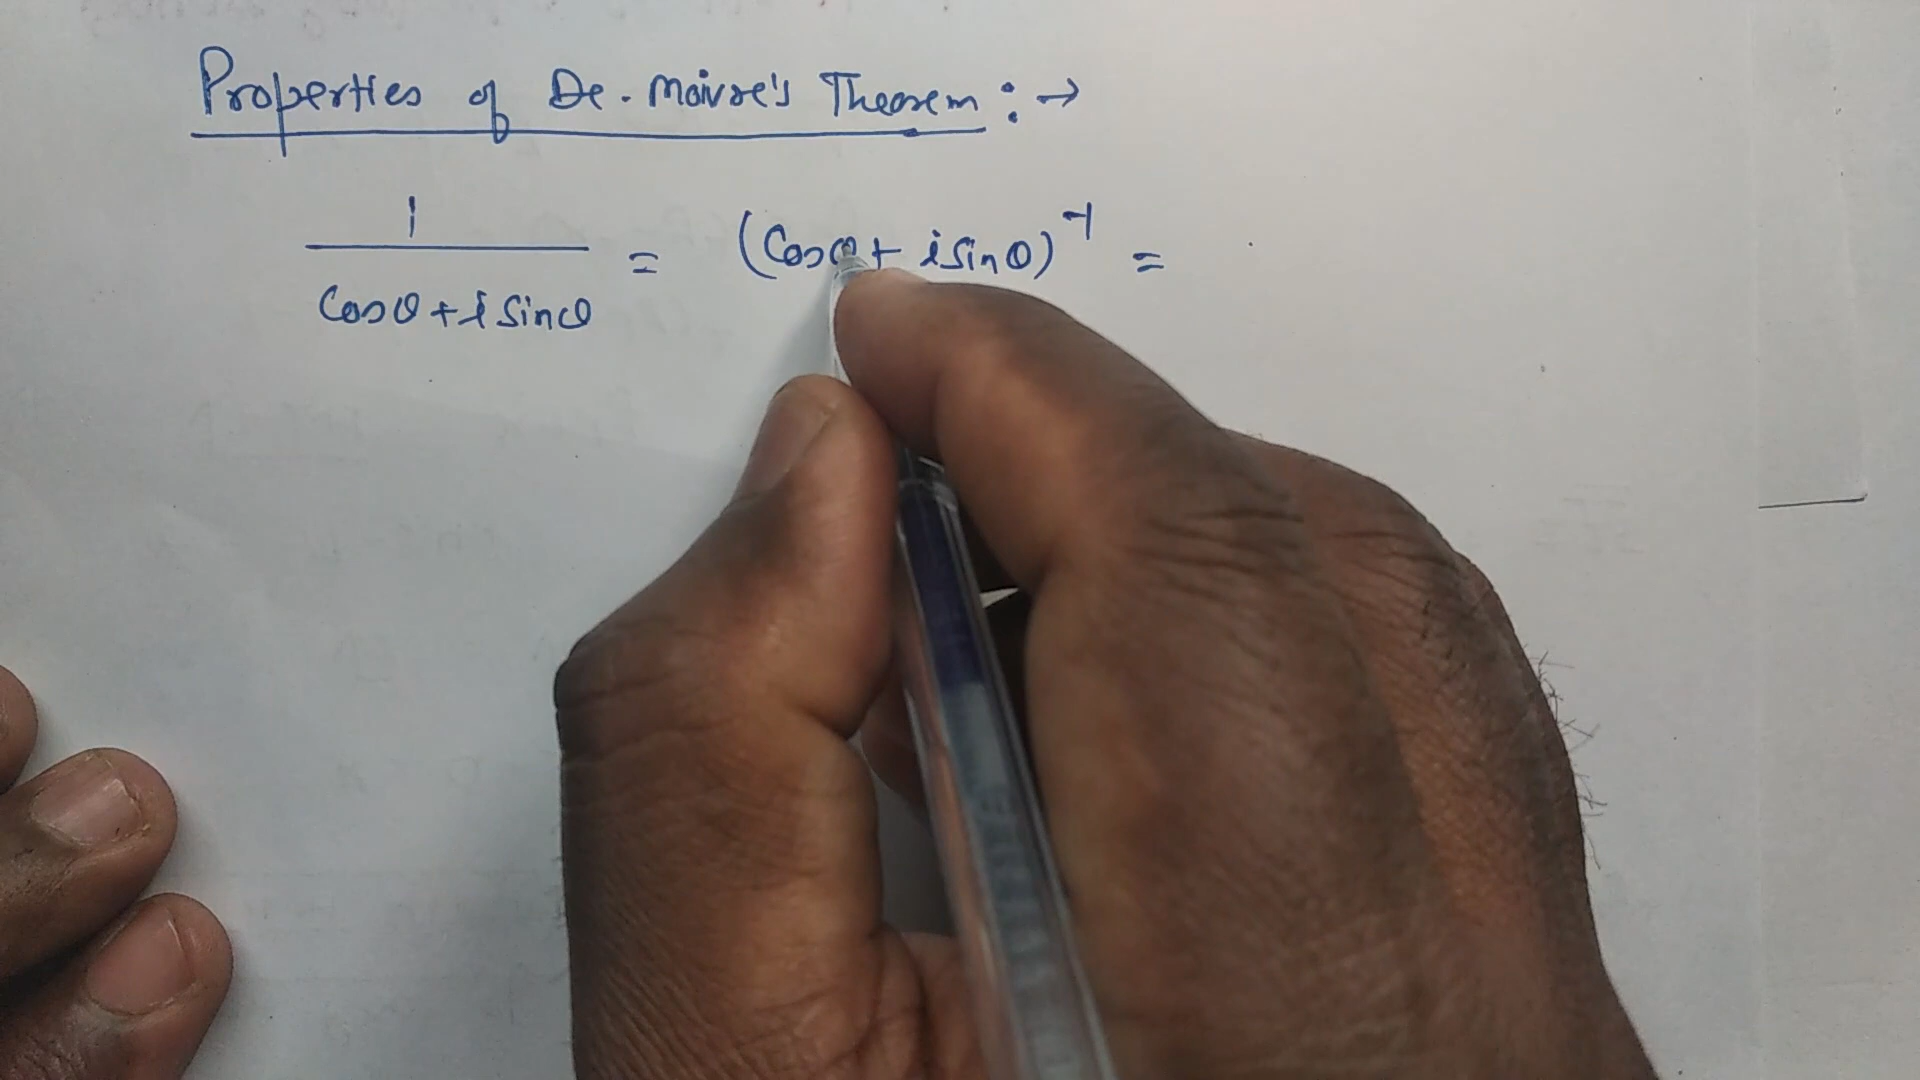 Properties of De. Moivre's Theorem : →
1 / (Cosθ + i Sinθ) = (Cosθ + i Sinθ)⁻¹ =